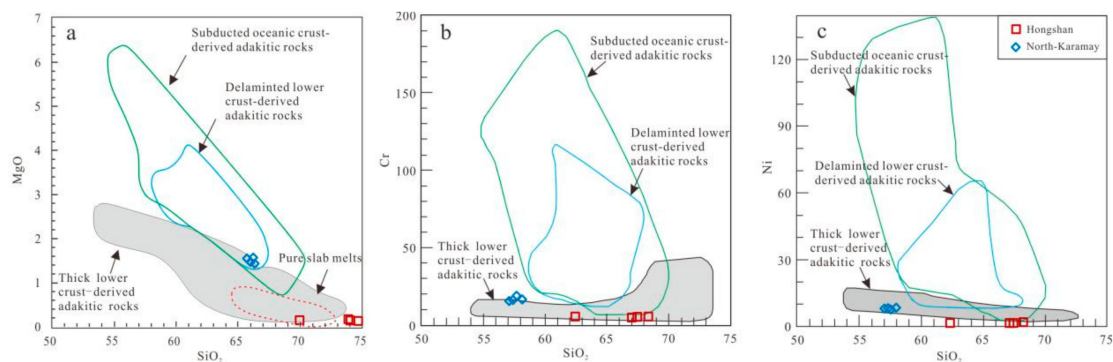 a
Subducted oceanic crust-
derived adakitic rocks
Delaminted lower
crust-derived
adakitic rocks
Thick lower
crust-derived
adakitic rocks
Pure slab melts
MgO
7
6
5
4
3
2
1
0
50
55
60
65
70
75
SiO2
b
Subducted oceanic crust-
derived adakitic rocks
Delaminted lower
crust-derived adakitic
rocks
Thick lower
crust-derived
adakitic rocks
Cr
200
150
100
50
0
50
55
60
65
70
75
SiO2
c
Hongshan
North-Karamay
Subducted oceanic crust-
derived adakitic rocks
Delaminted lower crust-
derived adakitic rocks
Thick lower
crust-derived
adakitic rocks
Ni
120
90
60
30
0
50
55
60
65
70
75
SiO2